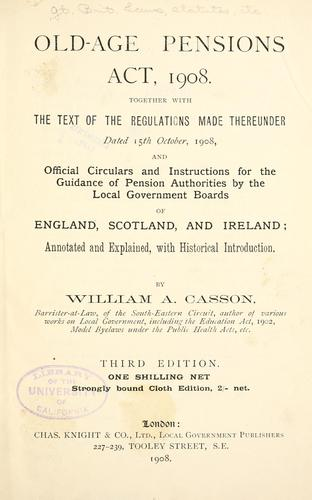 Gt. Brit. Laws, statutes, etc
OLD-AGE PENSIONS
ACT, 1908.
TOGETHER WITH
THE TEXT OF THE REGULATIONS MADE THEREUNDER
Dated 15th October, 1908,
AND
Official Circulars and Instructions for the
Guidance of Pension Authorities by the
Local Government Boards
OF
ENGLAND, SCOTLAND, AND IRELAND;
Annotated and Explained, with Historical Introduction.
BY
WILLIAM A. CASSON.
Barrister-at-Law, of the South-Eastern Circuit, author of various
works on Local Government, including the Education Act, 1902,
Model Byelaws under the Public Health Acts, etc.
THIRD EDITION.
ONE SHILLING NET
Strongly bound Cloth Edition, 2/- net.
LIBRARY
OF THE
UNIVERSITY
OF
CALIFORNIA
London:
CHAS. KNIGHT & CO., LTD., LOCAL GOVERNMENT PUBLISHERS
227-239, TOOLEY STREET, S.E.
1908.